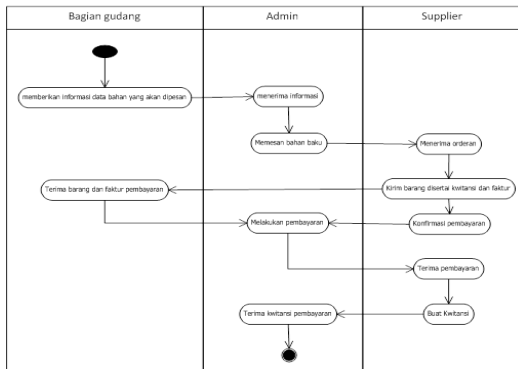 Bagian gudang
Admin
Supplier
memberikan informasi data bahan yang akan dipesan
menerima informasi
Memesan bahan baku
Menerima orderan
Terima barang dan faktur pembayaran
Kirim barang disertai kwitansi dan faktur
Melakukan pembayaran
Konfirmasi pembayaran
Terima pembayaran
Terima kwitansi pembayaran
Buat Kwitansi